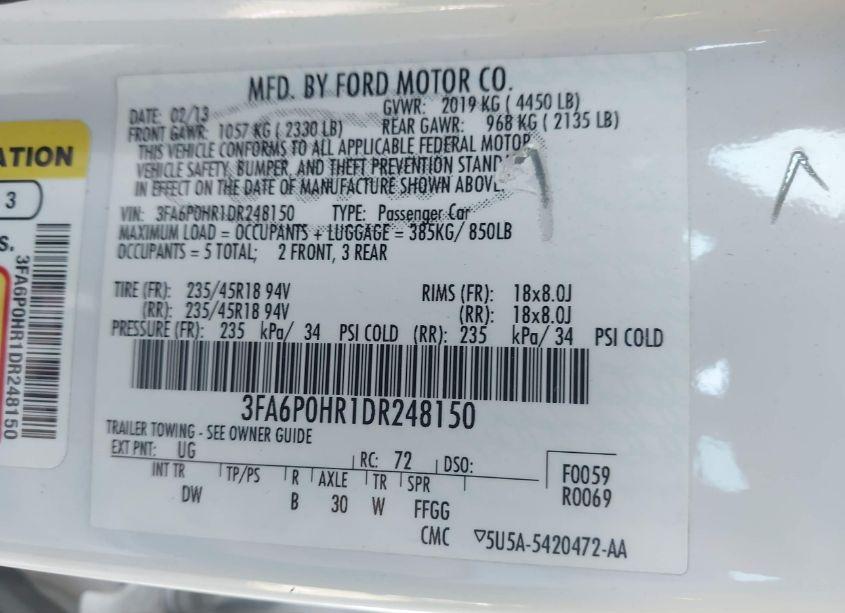 MFD. BY FORD MOTOR CO.
DATE: 02/13 GVWR: 2019 KG ( 4450 LB)
FRONT GAWR: 1057 KG ( 2330 LB) REAR GAWR: 968 KG ( 2135 LB)
THIS VEHICLE CONFORMS TO ALL APPLICABLE FEDERAL MOTOR
VEHICLE SAFETY, BUMPER, AND THEFT PREVENTION STAND
IN EFFECT ON THE DATE OF MANUFACTURE SHOWN ABOVE.
VIN: 3FA6P0HR1DR248150 TYPE: Passenger Car
MAXIMUM LOAD = OCCUPANTS + LUGGAGE = 385KG/ 850LB
OCCUPANTS = 5 TOTAL; 2 FRONT, 3 REAR
TIRE (FR): 235/45R18 94V RIMS (FR): 18x8.0J
(RR): 235/45R18 94V (RR): 18x8.0J
PRESSURE (FR): 235 kPa/ 34 PSI COLD (RR): 235 kPa/ 34 PSI COLD
3FA6P0HR1DR248150
TRAILER TOWING - SEE OWNER GUIDE
EXT PNT: UG RC: 72 DSO:
INT TR TP/PS R AXLE TR SPR
DW B 30 W FFGG
F0059
R0069
CMC ▽5U5A-5420472-AA
ATION
3
S.
3FA6P0HR1DR248150